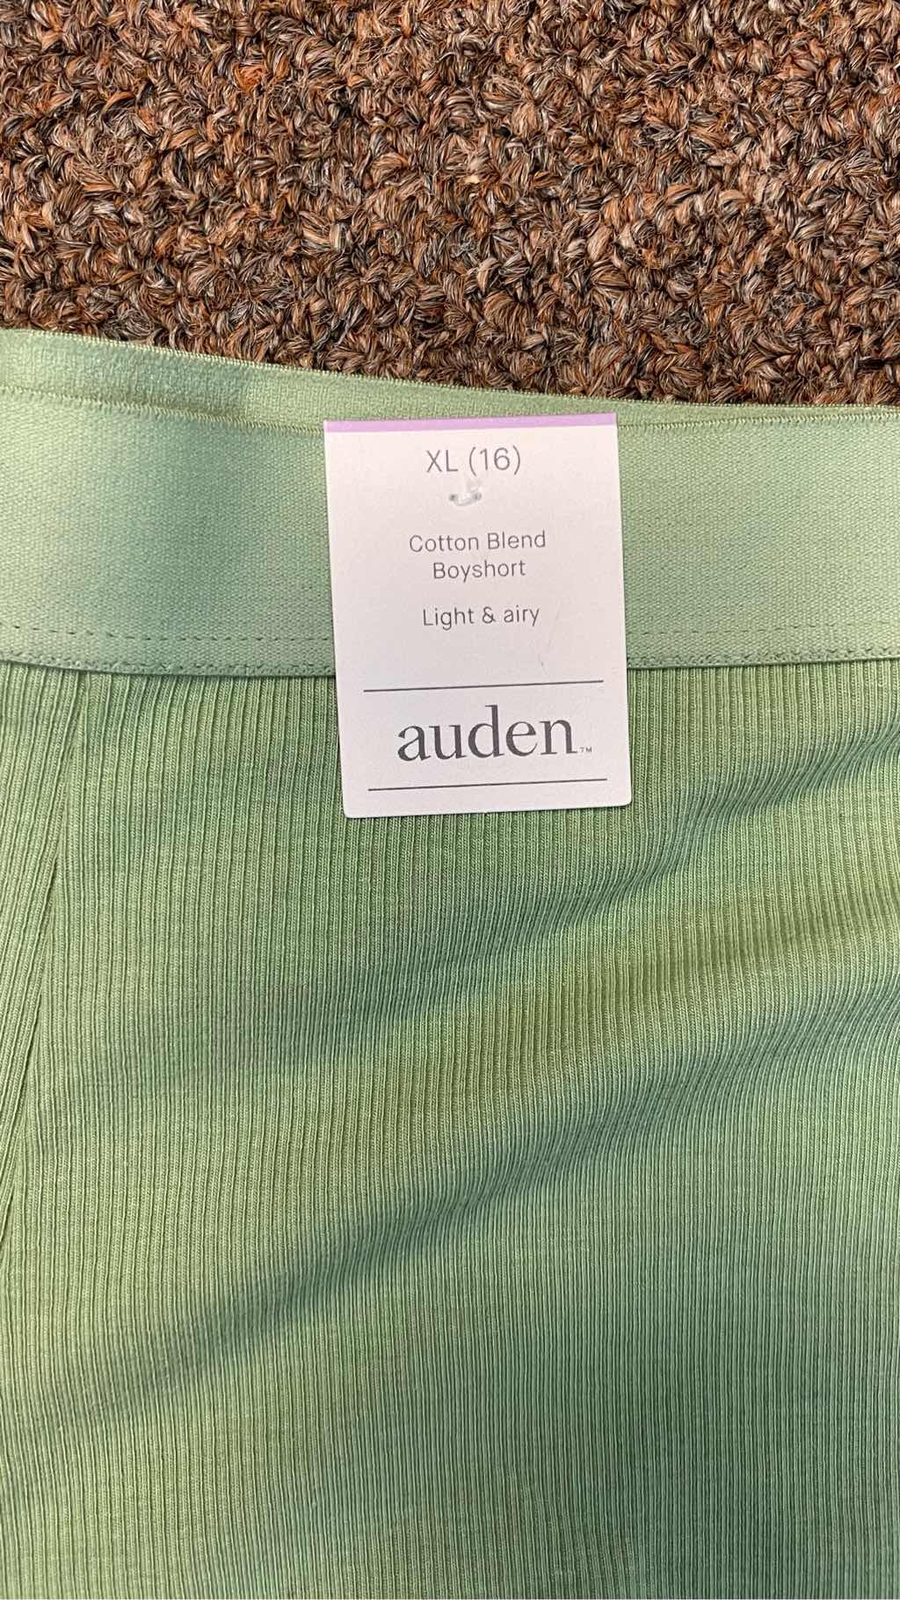 XL (16)
Cotton Blend
Boyshort
Light & airy
auden™